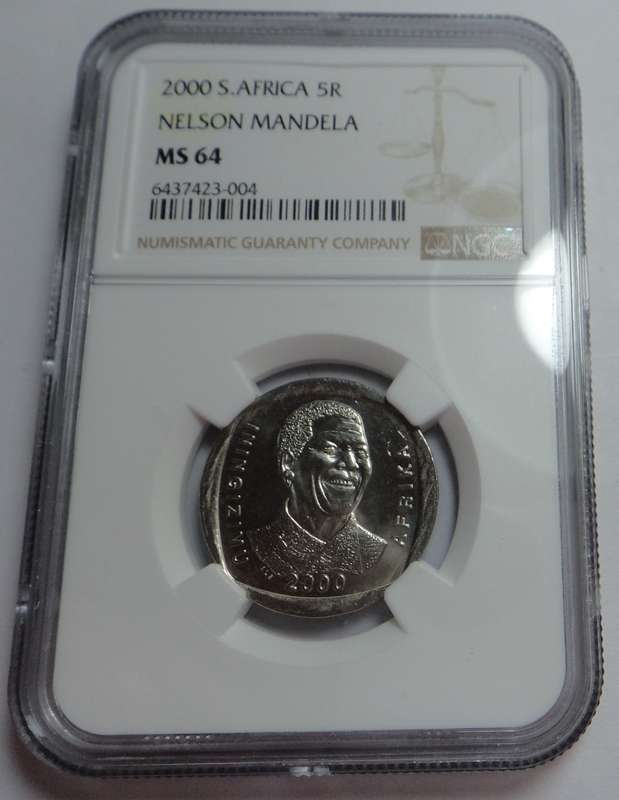 2000 S.AFRICA 5R
NELSON MANDELA
MS 64
6437423-004
NUMISMATIC GUARANTY COMPANY
NGC
AFRIKA
2000